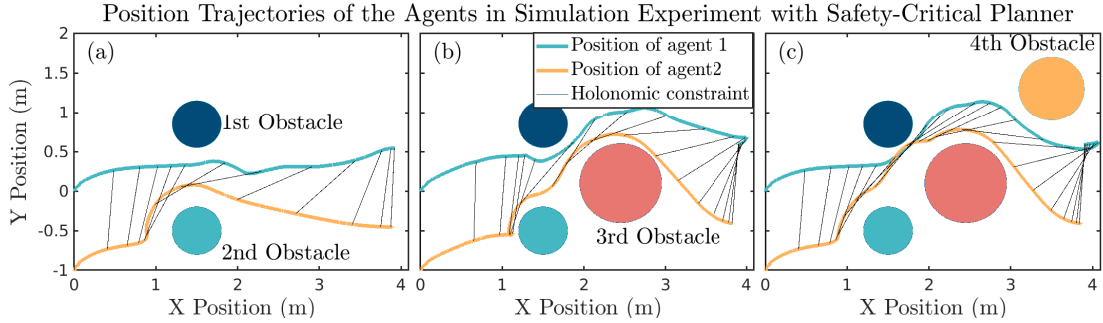 Position Trajectories of the Agents in Simulation Experiment with Safety-Critical Planner
Y Position (m)
2
1.5
1
0.5
0
-0.5
-1
(a)
1st Obstacle
2nd Obstacle
0 1 2 3 4
X Position (m)
(b)
Position of agent 1
Position of agent2
Holonomic constraint
3rd Obstacle
0 1 2 3 4
X Position (m)
(c)
4th Obstacle
0 1 2 3 4
X Position (m)